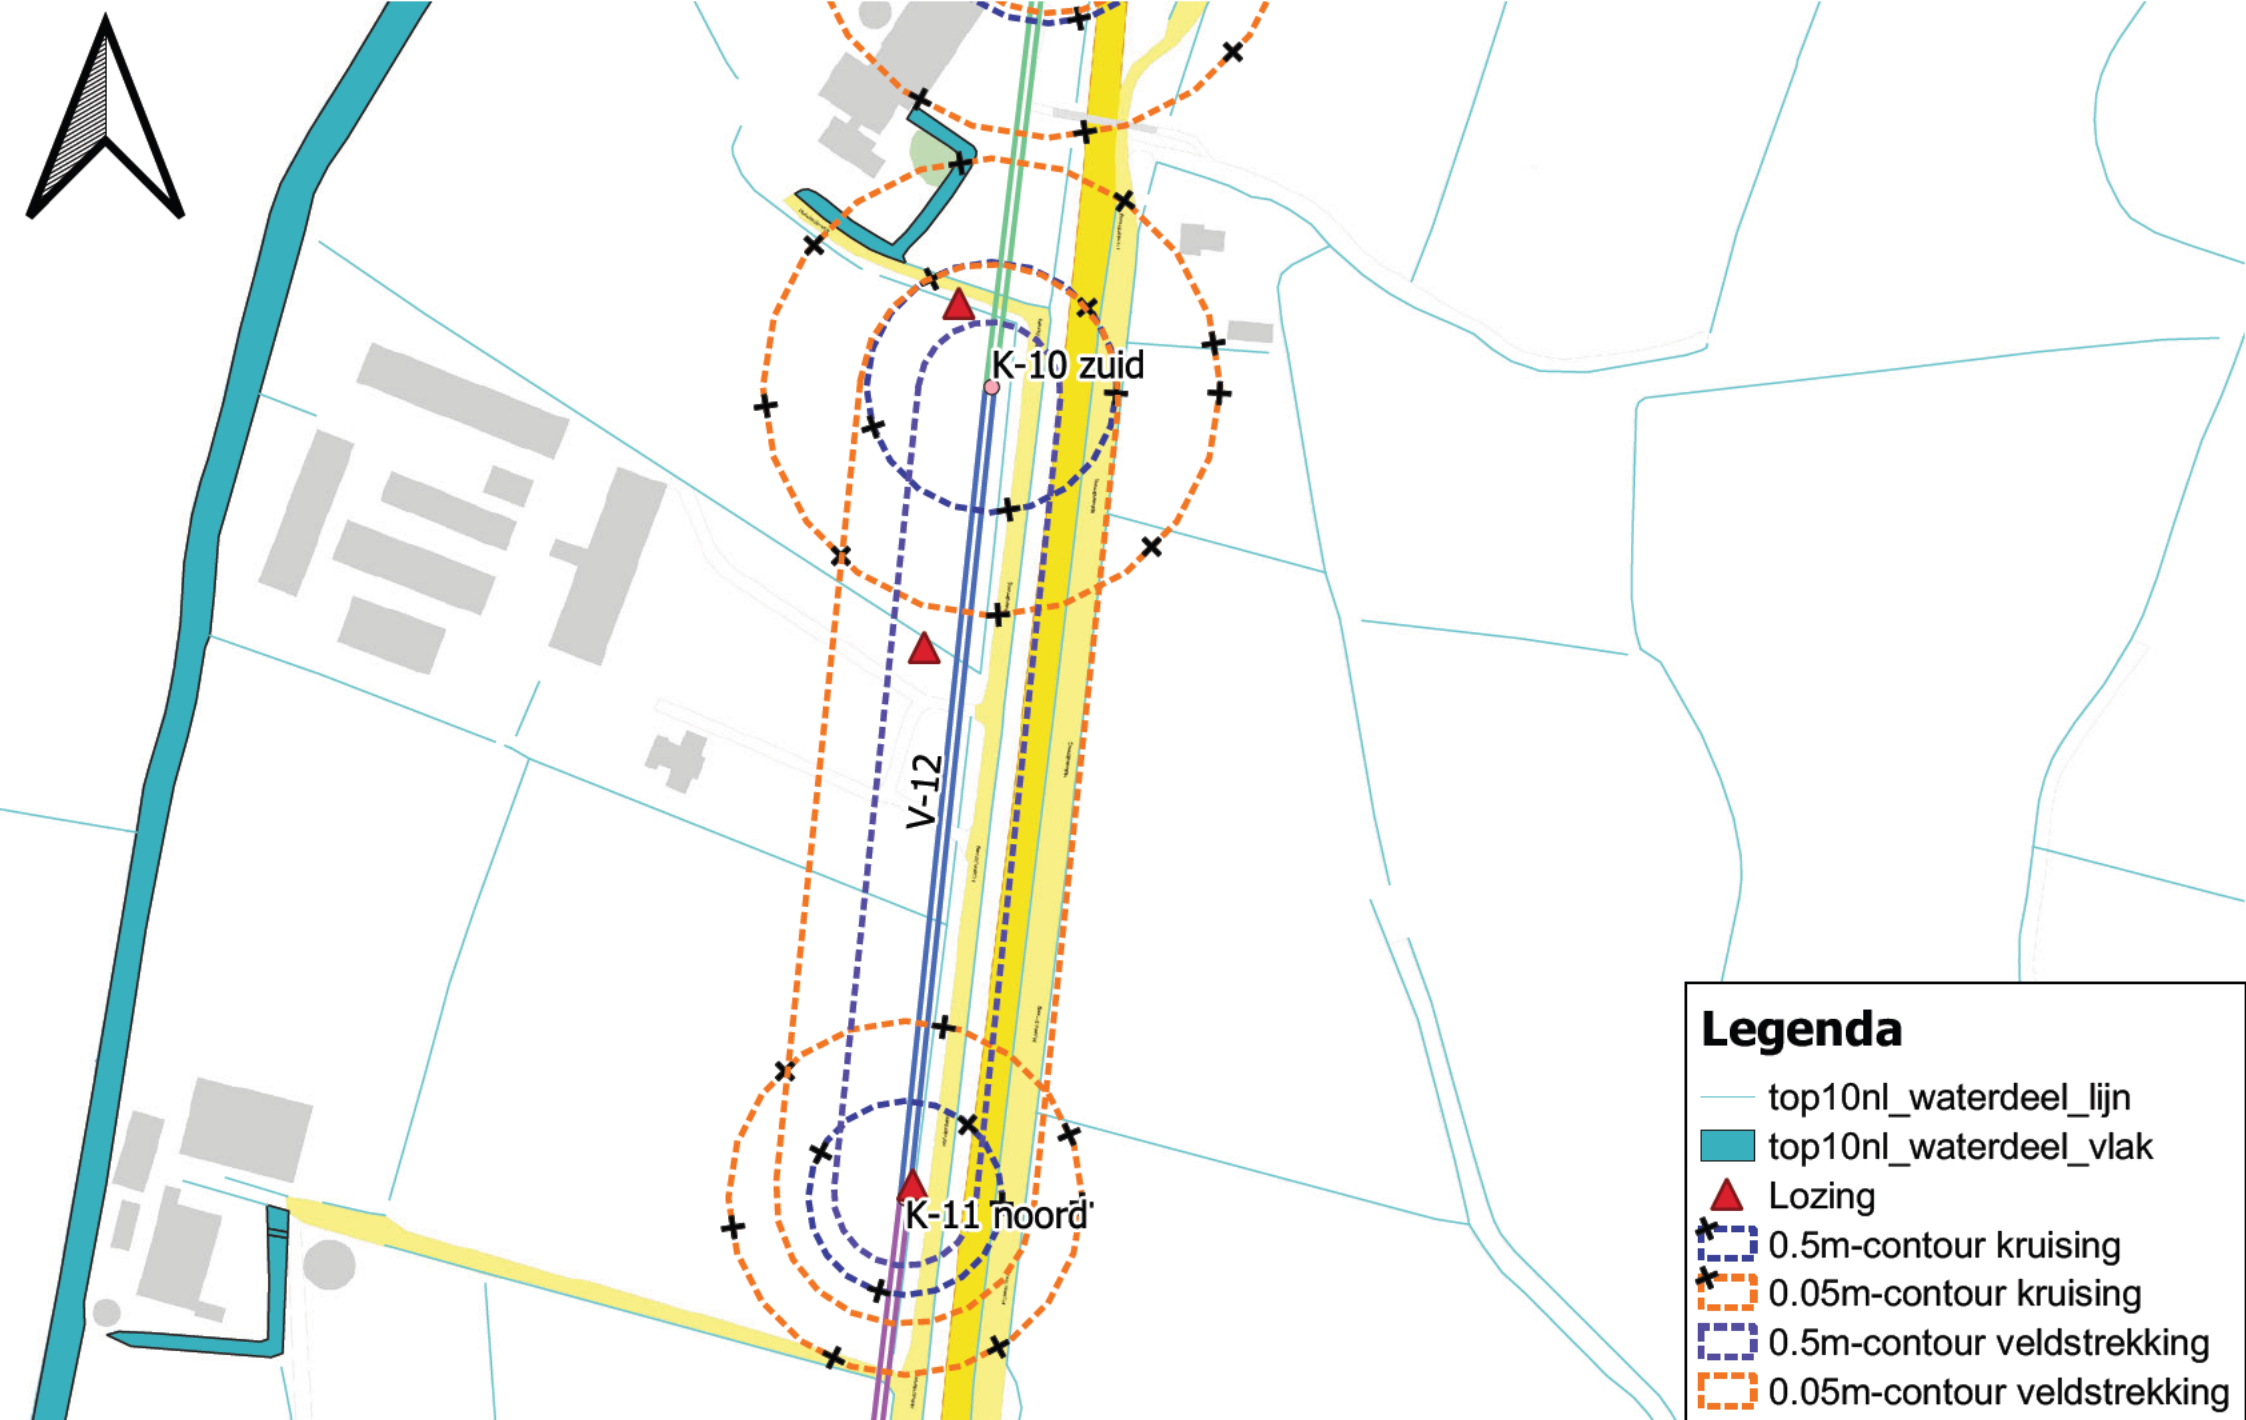 K-10 zuid
V-12
K-11 noord
Legenda
top10nl_waterdeel_lijn
top10nl_waterdeel_vlak
Lozing
0.5m-contour kruising
0.05m-contour kruising
0.5m-contour veldstrekking
0.05m-contour veldstrekking